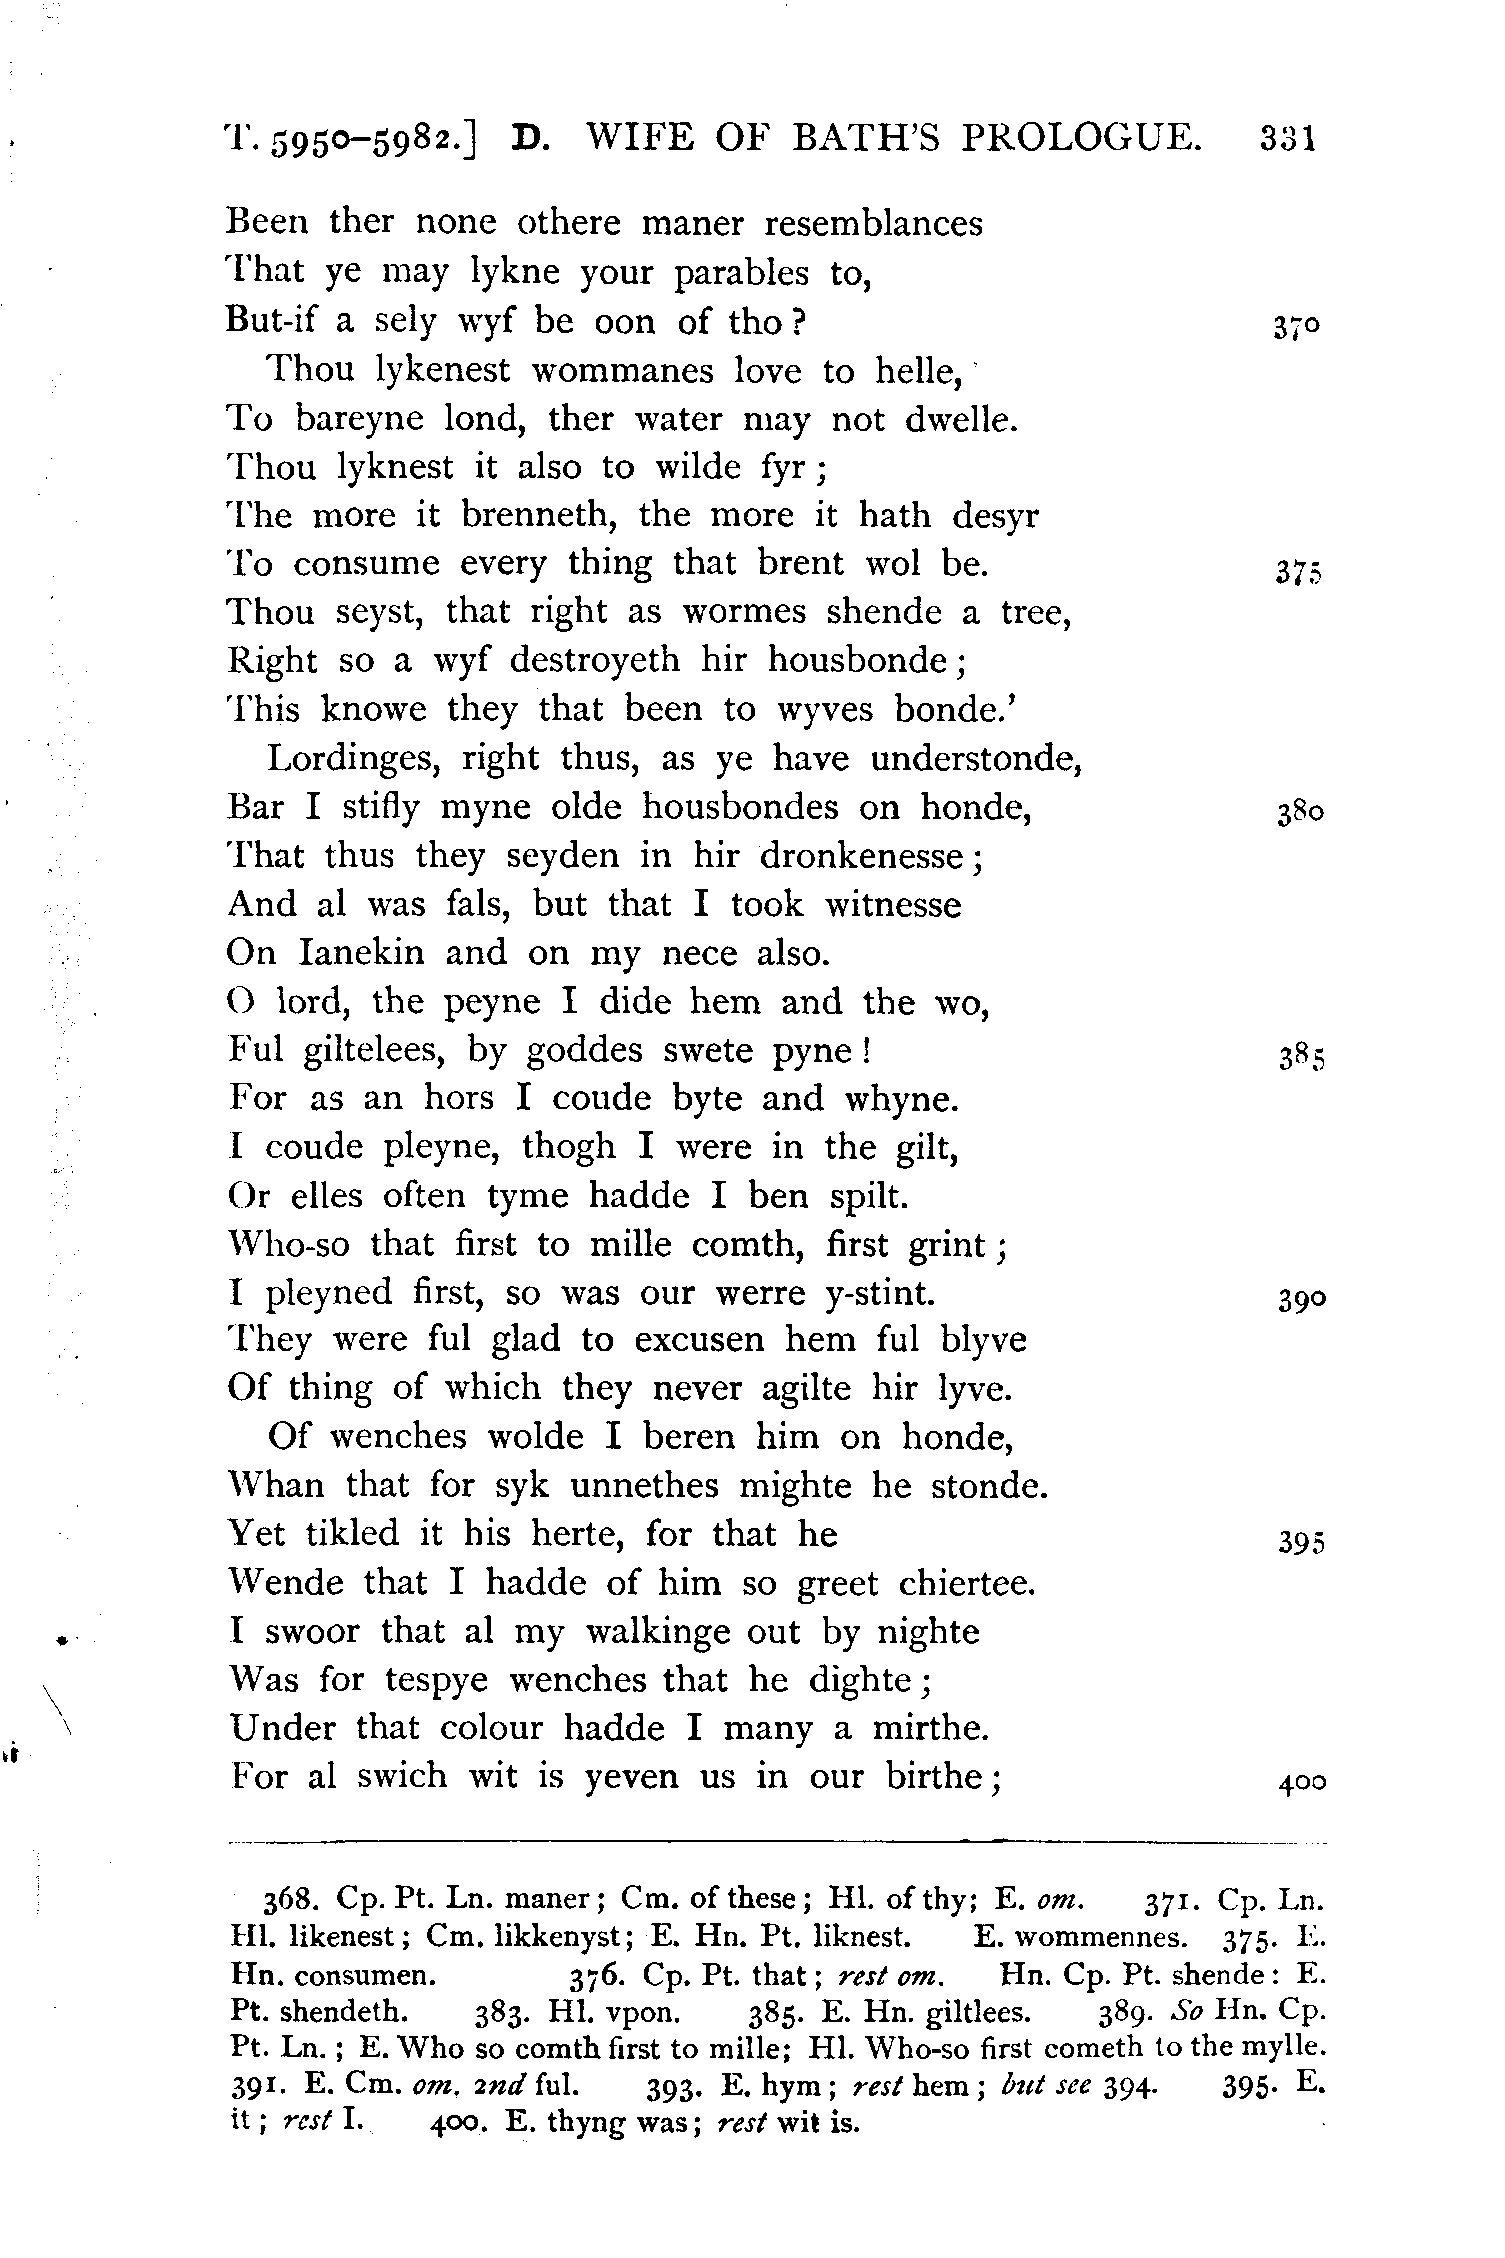 T. 5950–5982.] D. WIFE OF BATH'S PROLOGUE. 331
Been ther none othere maner resemblances
That ye may lykne your parables to,
But-if a sely wyf be oon of tho? 370
Thou lykenest wommanes love to helle,
To bareyne lond, ther water may not dwelle.
Thou lyknest it also to wilde fyr;
The more it brenneth, the more it hath desyr
To consume every thing that brent wol be. 375
Thou seyst, that right as wormes shende a tree,
Right so a wyf destroyeth hir housbonde;
This knowe they that been to wyves bonde.'
Lordinges, right thus, as ye have understonde,
Bar I stifly myne olde housbondes on honde, 380
That thus they seyden in hir dronkenesse;
And al was fals, but that I took witnesse
On Ianekin and on my nece also.
O lord, the peyne I dide hem and the wo,
Ful giltelees, by goddes swete pyne! 385
For as an hors I coude byte and whyne.
I coude pleyne, thogh I were in the gilt,
Or elles often tyme hadde I ben spilt.
Who-so that first to mille comth, first grint;
I pleyned first, so was our werre y-stint. 390
They were ful glad to excusen hem ful blyve
Of thing of which they never agilte hir lyve.
Of wenches wolde I beren him on honde,
Whan that for syk unnethes mighte he stonde.
Yet tikled it his herte, for that he 395
Wende that I hadde of him so greet chiertee.
I swoor that al my walkinge out by nighte
Was for tespye wenches that he dighte;
Under that colour hadde I many a mirthe.
For al swich wit is yeven us in our birthe; 400
368. Cp. Pt. Ln. maner; Cm. of these; Hl. of thy; E. om. 371. Cp. Ln.
Hl. likenest; Cm. likkenyst; E. Hn. Pt. liknest. E. wommennes. 375. E.
Hn. consumen. 376. Cp. Pt. that; rest om. Hn. Cp. Pt. shende: E.
Pt. shendeth. 383. Hl. vpon. 385. E. Hn. giltlees. 389. So Hn. Cp.
Pt. Ln.; E. Who so comth first to mille; Hl. Who-so first cometh to the mylle.
391. E. Cm. om. 2nd ful. 393. E. hym; rest hem; but see 394. 395. E.
it; rest I. 400. E. thyng was; rest wit is.